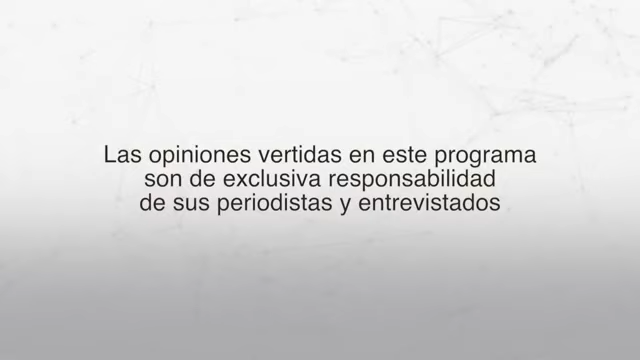 Las opiniones vertidas en este programa
son de exclusiva responsabilidad
de sus periodistas y entrevistados